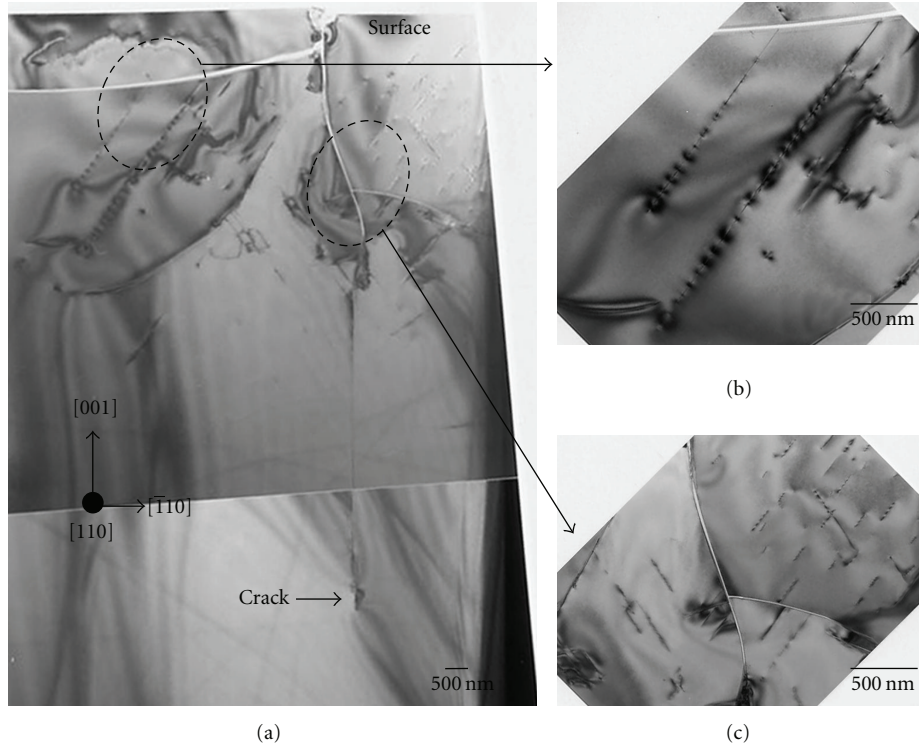 Surface
[001]
[1̄10]
[110]
Crack
500 nm
(a)
500 nm
(b)
500 nm
(c)